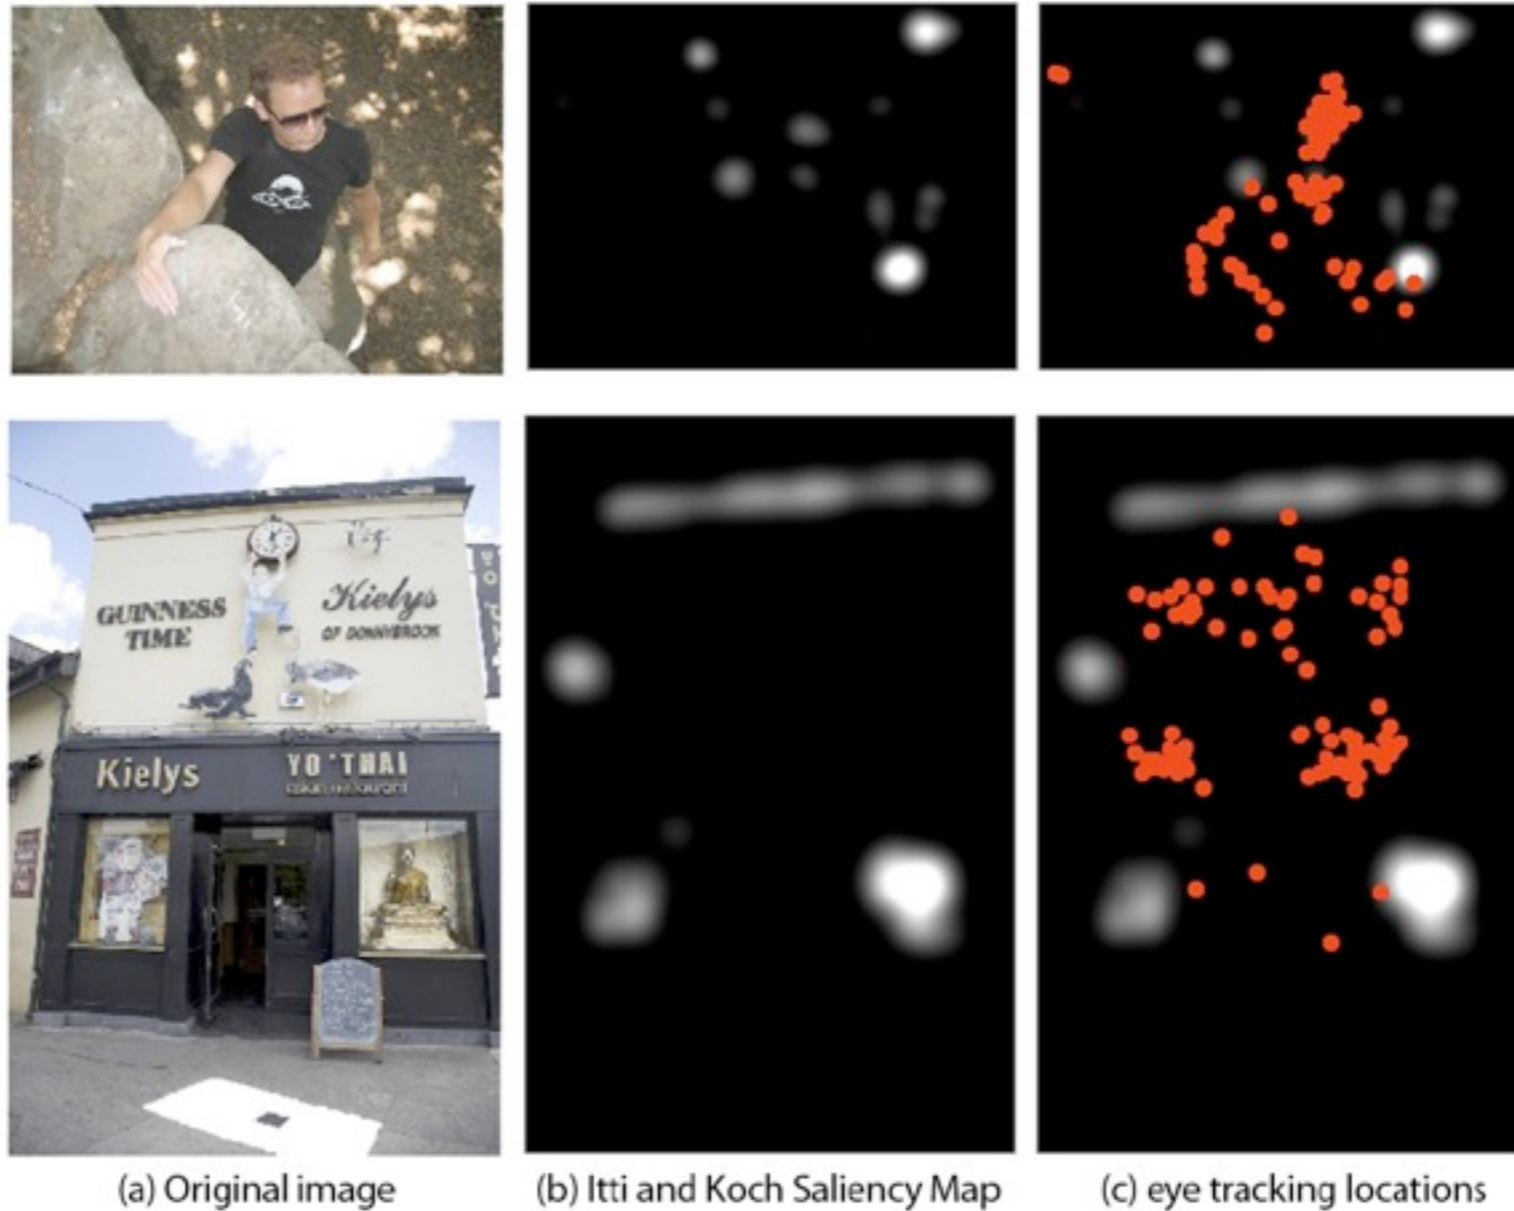 GUINNESS
TIME
Kielys
OF DONNYBROOK
Kielys
YO'THAI
(a) Original image
(b) Itti and Koch Saliency Map
(c) eye tracking locations